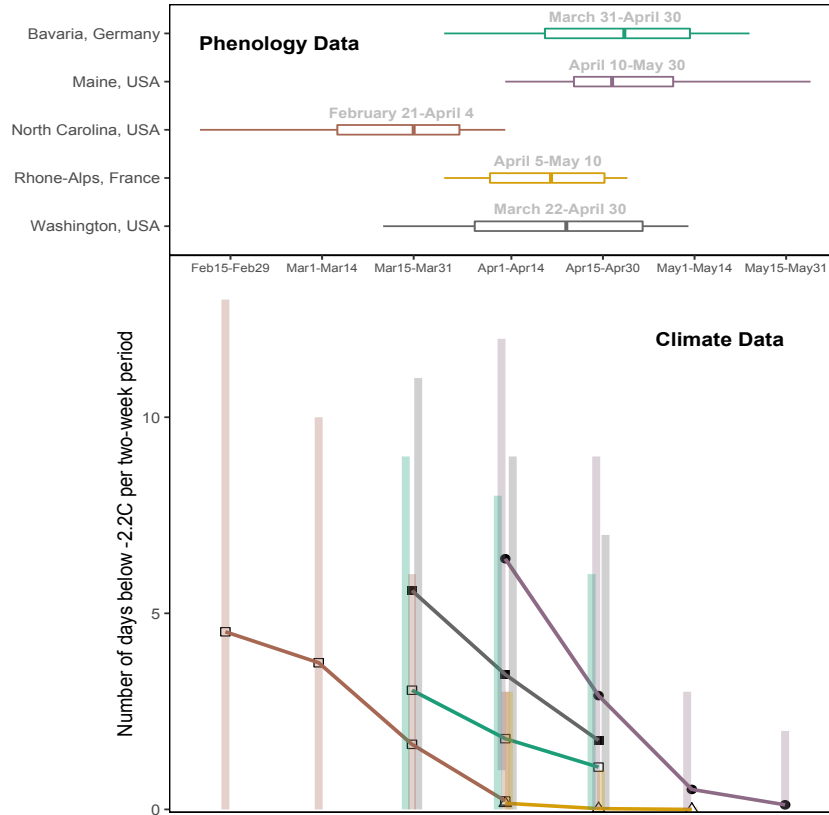 Phenology Data
Bavaria, Germany
March 31-April 30
Maine, USA
April 10-May 30
North Carolina, USA
February 21-April 4
Rhone-Alps, France
April 5-May 10
Washington, USA
March 22-April 30
Feb15-Feb29 Mar1-Mar14 Mar15-Mar31 Apr1-Apr14 Apr15-Apr30 May1-May14 May15-May31
Climate Data
Number of days below -2.2C per two-week period
10
5
0